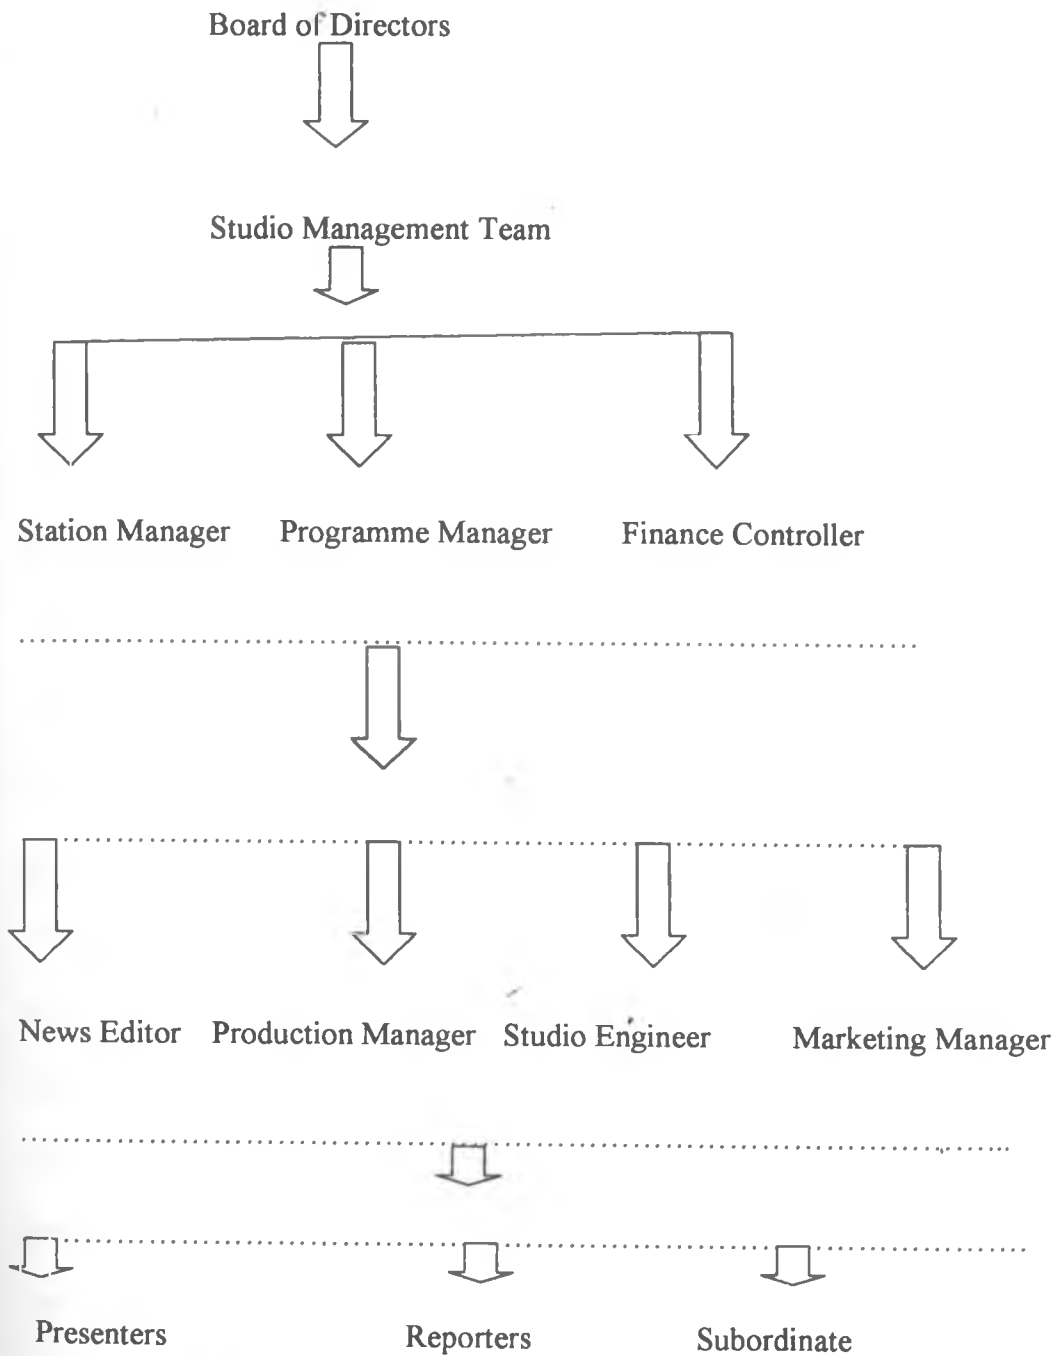 Board of Directors
Studio Management Team
Station Manager Programme Manager Finance Controller
News Editor Production Manager Studio Engineer Marketing Manager
Presenters Reporters Subordinate